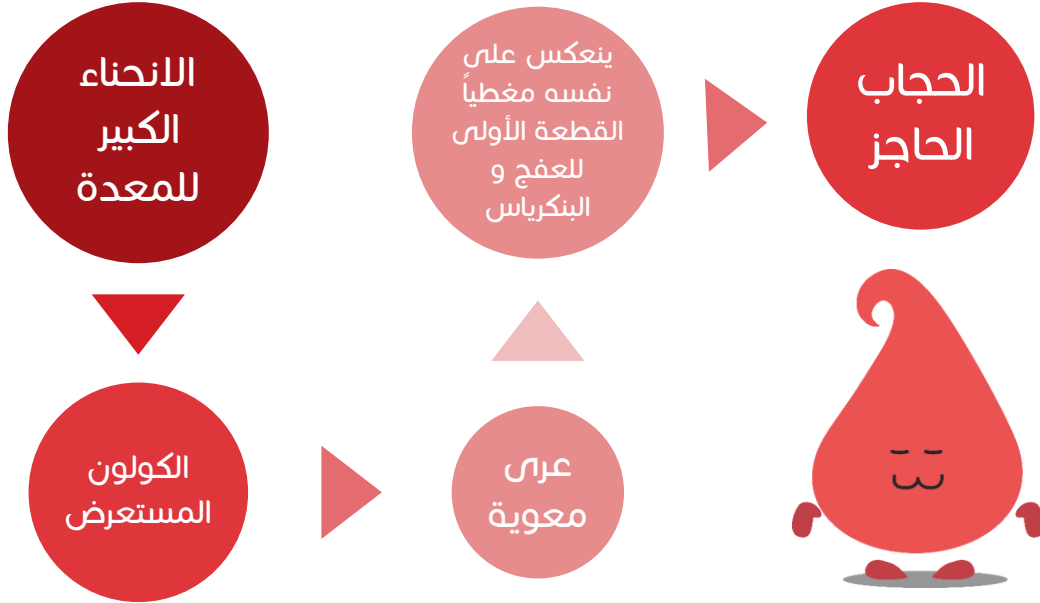 الانحناء
الكبير
للمعدة
الكولون
المستعرض
عرى
معوية
ينعكس على
نفسه مغطياً
القطعة الأولى
للعفج و
البنكرياس
الحجاب
الحاجز